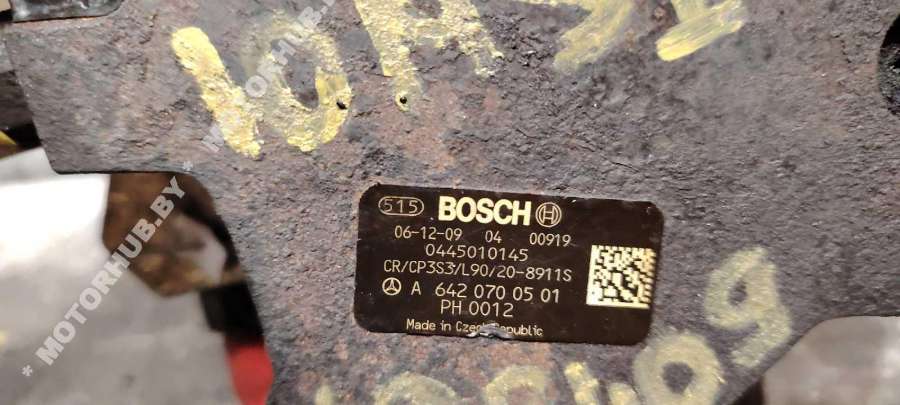 10A
* MOTORHUB.BY *
515 BOSCH
06-12-09 04 00919
0445010145
CR/CP3S3/L90/20-8911S
A 642 070 05 01
PH 0012
Made in Czech Republic